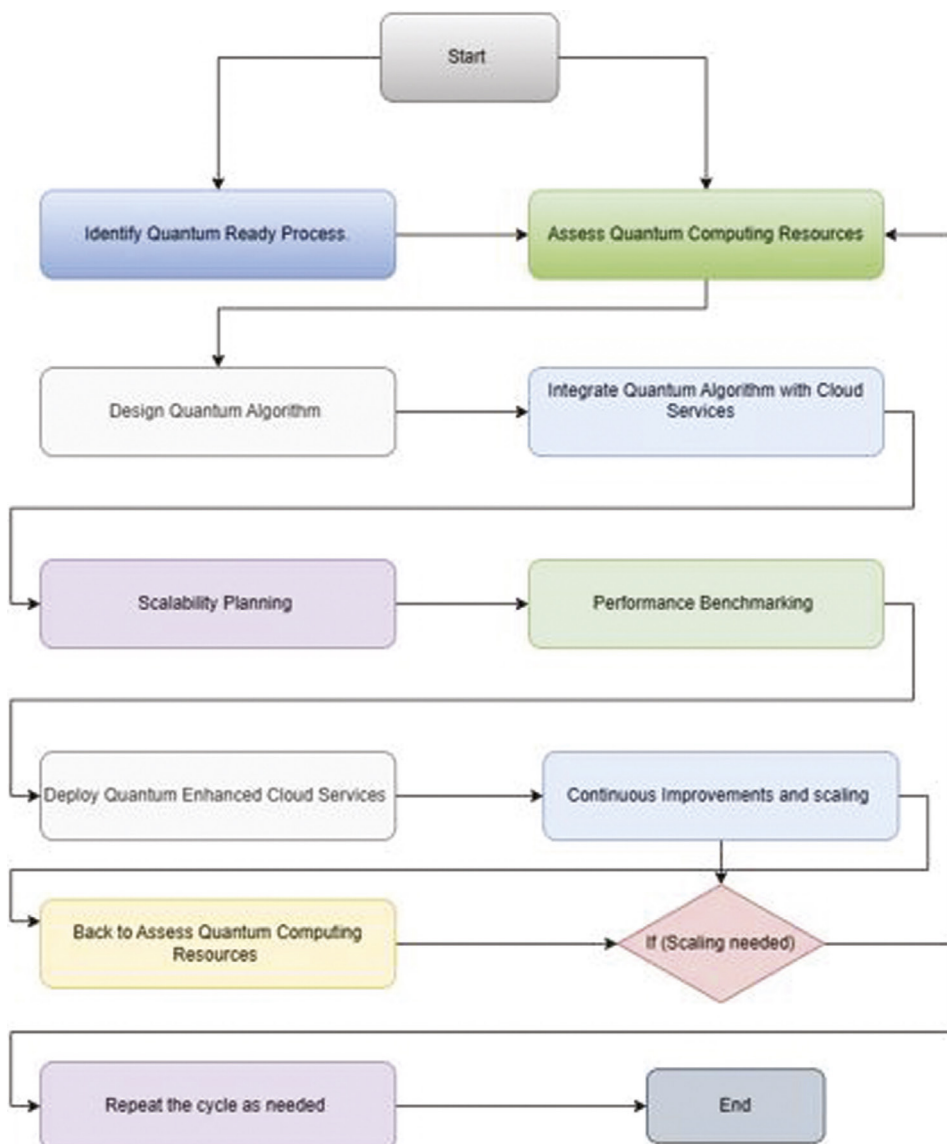 Start
Identify Quantum Ready Process.
Assess Quantum Computing Resources
Design Quantum Algorithm
Integrate Quantum Algorithm with Cloud
Services
Scalability Planning
Performance Benchmarking
Deploy Quantum Enhanced Cloud Services
Continuous Improvements and scaling
Back to Assess Quantum Computing
Resources
If (Scaling needed)
Repeat the cycle as needed
End